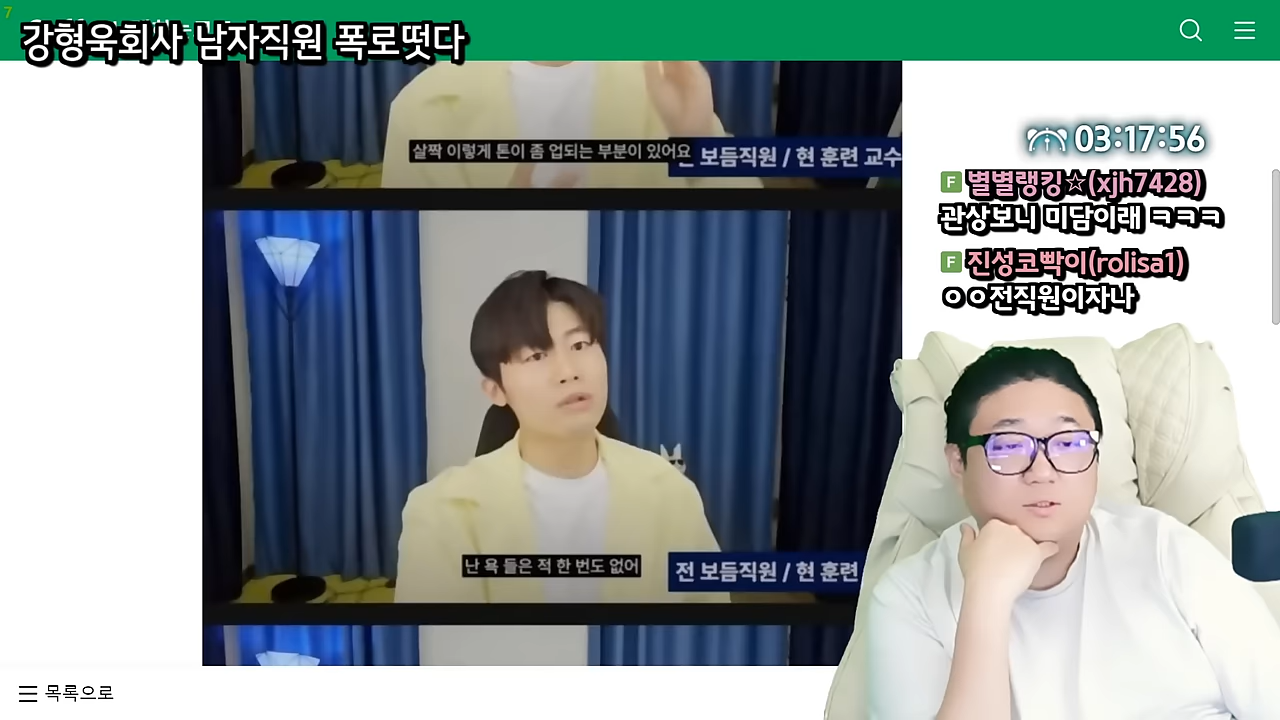 7
강형욱회사 남자직원 폭로떳다
03:17:56
살짝 이렇게 톤이 좀 업되는 부분이 있어요
전 보듬직원 / 현 훈련 교수
F 별별랭킹☆(xjh7428)
관상보니 미담이래 ㅋㅋㅋ
F 진성코빡이(rolisa1)
ㅇㅇ전직원이자나
난 욕 들은 적 한 번도 없어
전 보듬직원 / 현 훈련
목록으로